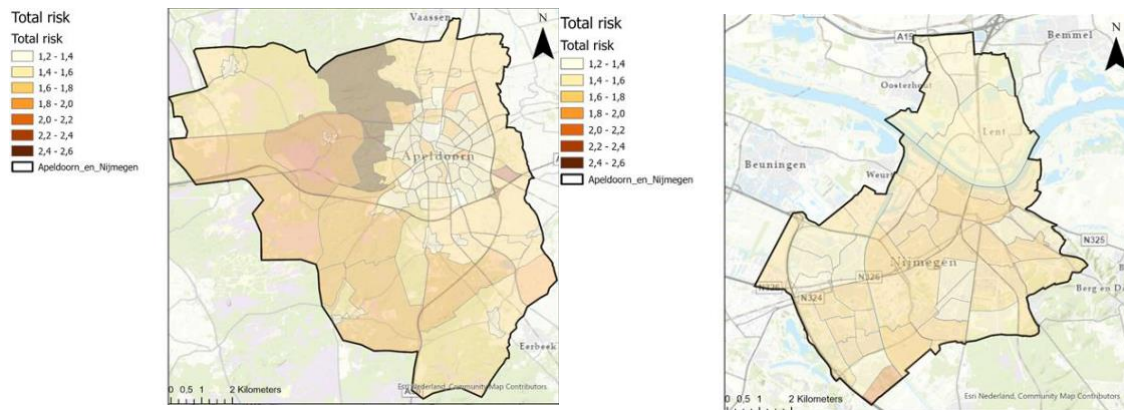 Total risk
Total risk
1,2 - 1,4
1,4 - 1,6
1,6 - 1,8
1,8 - 2,0
2,0 - 2,2
2,2 - 2,4
2,4 - 2,6
Apeldoorn_en_Nijmegen
Vaassen
N
Apeldoorn
Eerbeek
0 0,5 1 2 Kilometers
Esri Nederland, Community Map Contributors
Total risk
Total risk
1,2 - 1,4
1,4 - 1,6
1,6 - 1,8
1,8 - 2,0
2,0 - 2,2
2,2 - 2,4
2,4 - 2,6
Apeldoorn_en_Nijmegen
A15
Bemmel
N
Oosterhout
Lent
Beuningen
Weurt
N325
Nijmegen
N326
N324
Berg en Da
0 0,5 1 2 Kilometers
Esri Nederland, Community Map Contributors